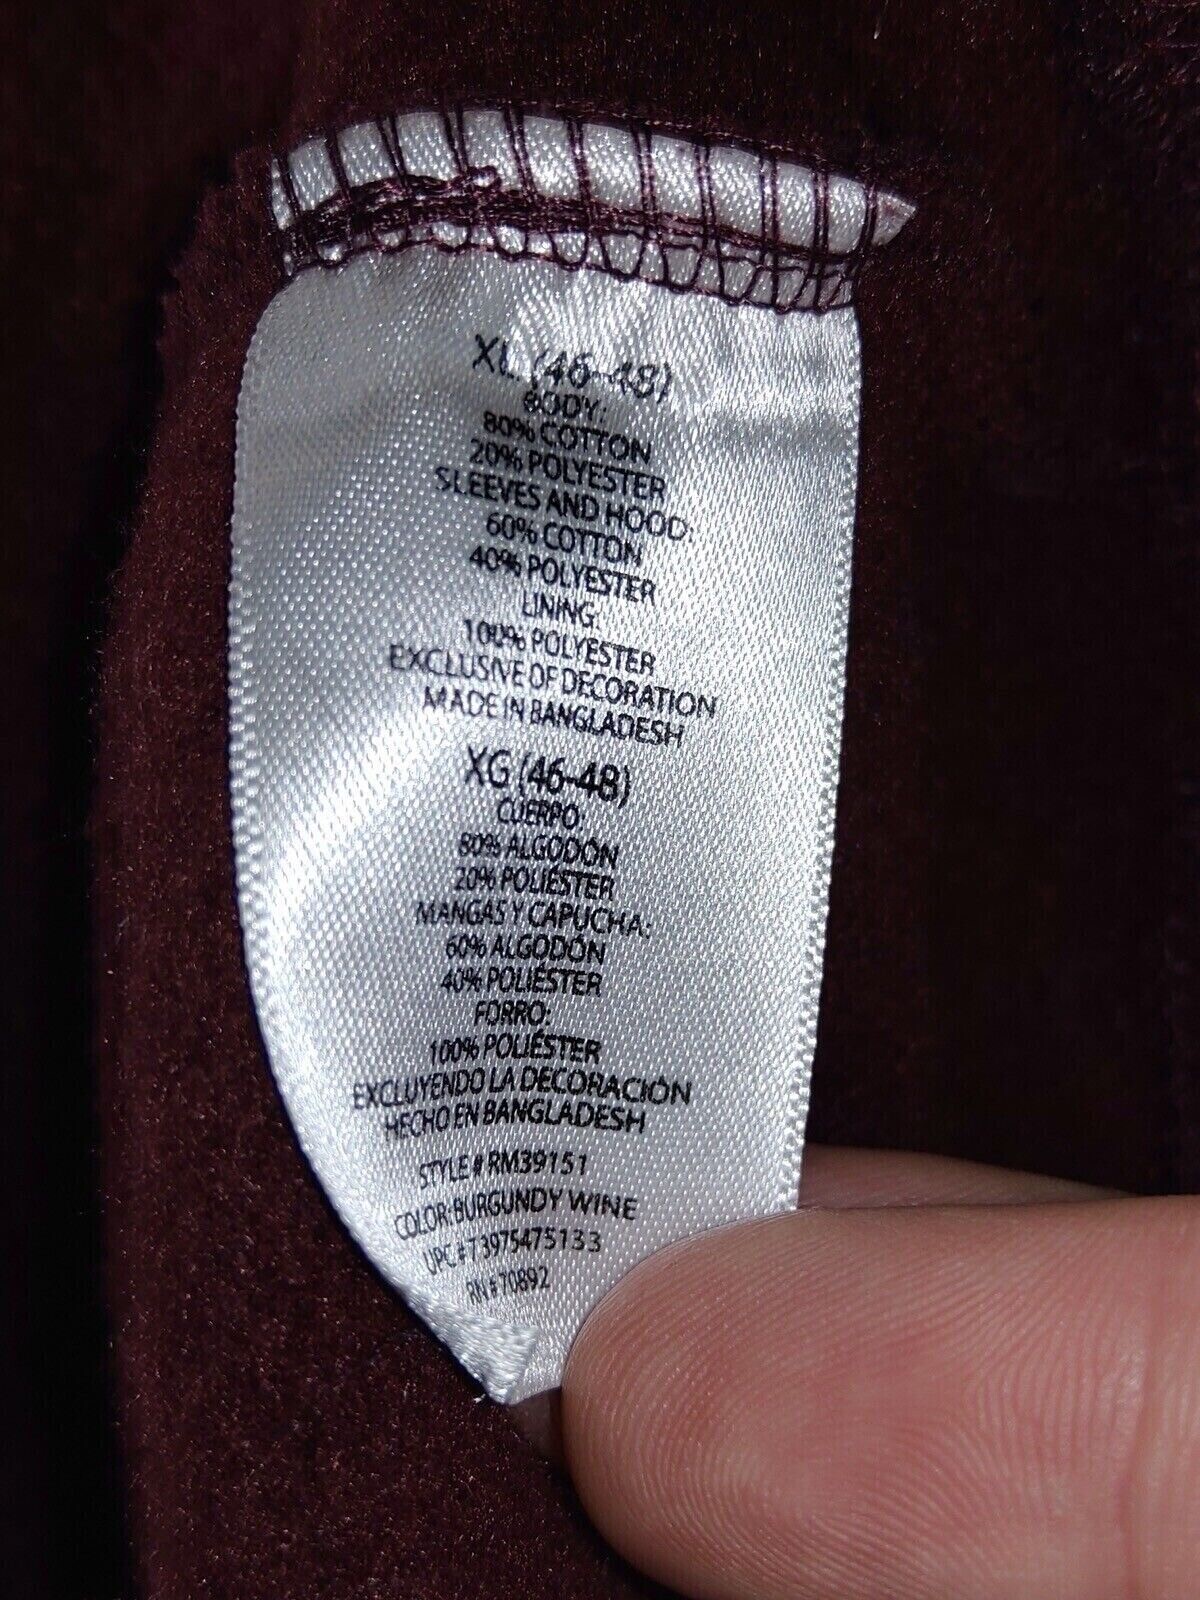 XL (46-48)
BODY:
80% COTTON
20% POLYESTER
SLEEVES AND HOOD:
60% COTTON
40% POLYESTER
LINING:
100% POLYESTER
EXCLUSIVE OF DECORATION
MADE IN BANGLADESH
XG (46-48)
CUERPO:
80% ALGODÓN
20% POLIÉSTER
MANGAS Y CAPUCHA:
60% ALGODÓN
40% POLIÉSTER
FORRO:
100% POLIÉSTER
EXCLUYENDO LA DECORACIÓN
HECHO EN BANGLADESH
STYLE # RM39151
COLOR: BURGUNDY WINE
UPC # 73975475133
RN # 70892